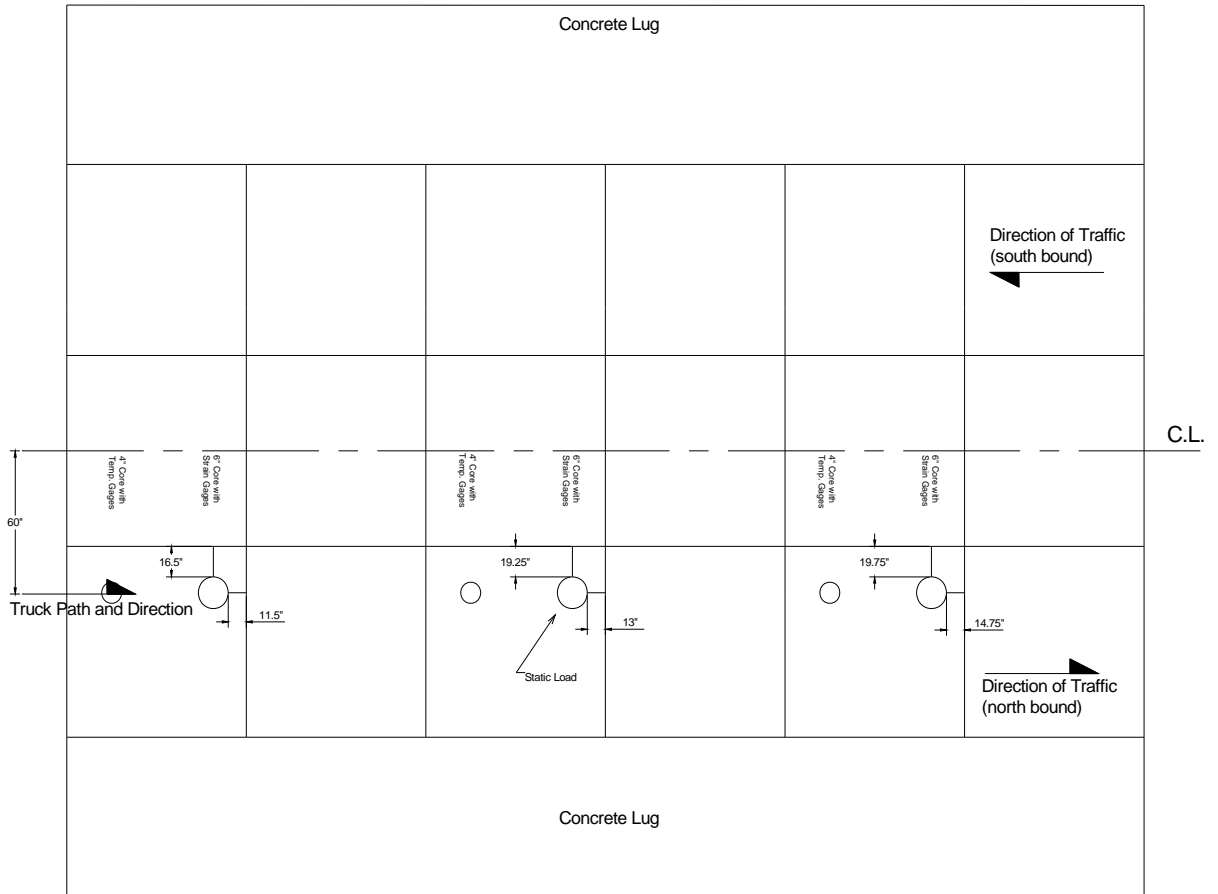 Concrete Lug
Direction of Traffic
(south bound)
C.L.
4" Core with
Temp. Gages
6" Core with
Strain Gages
4" Core with
Temp. Gages
6" Core with
Strain Gages
4" Core with
Temp. Gages
6" Core with
Strain Gages
60"
16.5"
19.25"
19.75"
Truck Path and Direction
11.5"
13"
14.75"
Static Load
Direction of Traffic
(north bound)
Concrete Lug